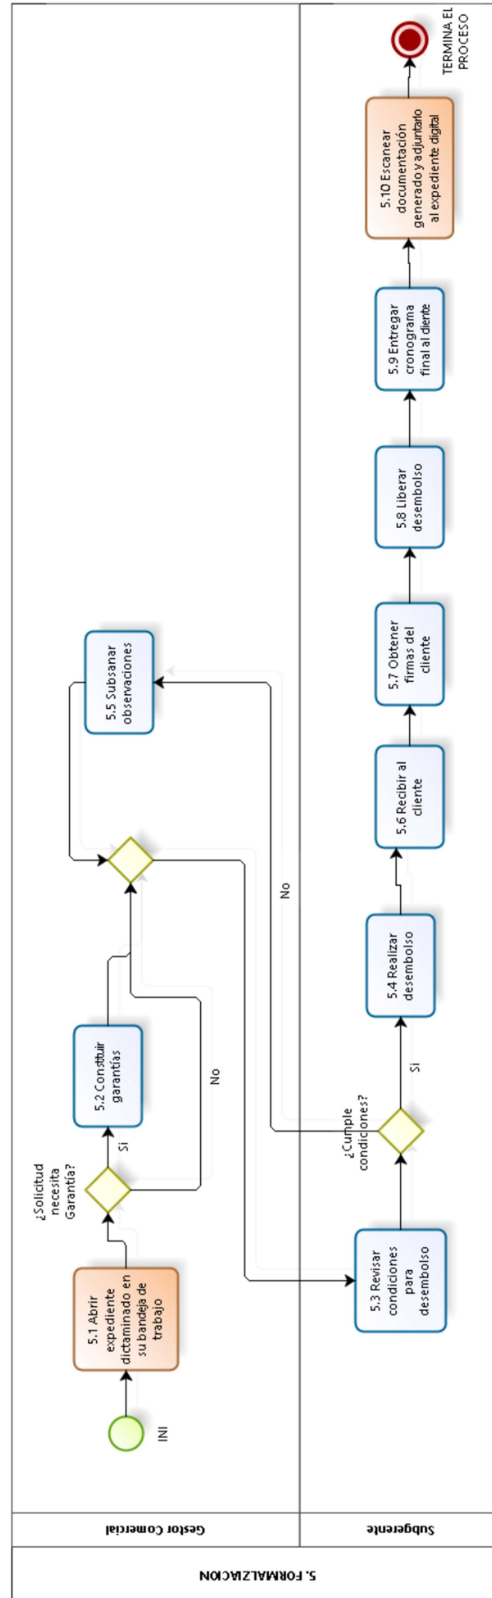 5. FORMALZIACION
Gestor Comercial
INI
5.1 Abrir
expediente
dictaminado en
su bandeja de
trabajo
¿Solicitud
necesita
Garantía?
Si
No
5.2 Constituir
garantías
5.5 Subsanar
observaciones
Subgerente
5.3 Revisar
condiciones
para
desembolso
¿Cumple
condiciones?
No
Si
5.4 Realizar
desembolso
5.6 Recibir al
cliente
5.7 Obtener
firmas del
cliente
5.8 Liberar
desembolso
5.9 Entregar
cronograma
final al cliente
5.10 Escanear
documentación
generado y adjuntarlo
al expediente digital
TERMINA EL
PROCESO